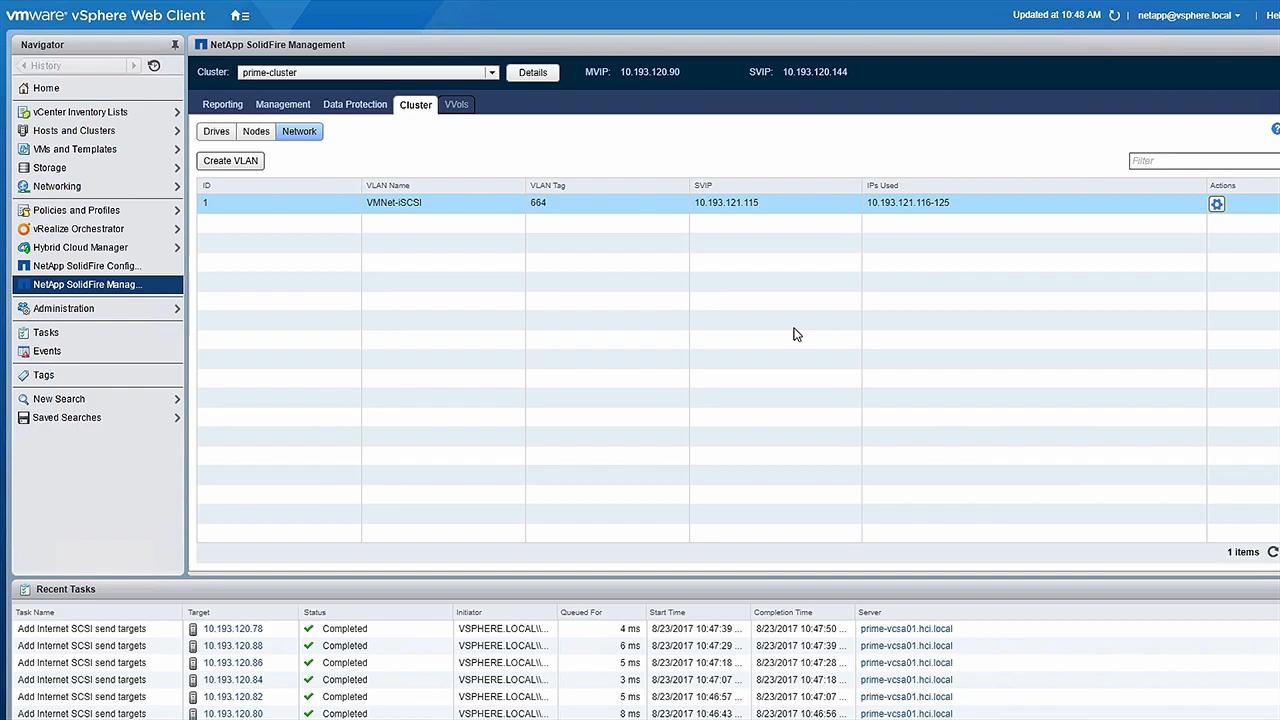 vmware® vSphere Web Client
Updated at 10:48 AM | netapp@vsphere.local | Hel
Navigator
History
Home
vCenter Inventory Lists
Hosts and Clusters
VMs and Templates
Storage
Networking
Policies and Profiles
vRealize Orchestrator
Hybrid Cloud Manager
NetApp SolidFire Config...
NetApp SolidFire Manag...
Administration
Tasks
Events
Tags
New Search
Saved Searches
NetApp SolidFire Management
Cluster: prime-cluster Details MVIP: 10.193.120.90 SVIP: 10.193.120.144
Reporting Management Data Protection Cluster VVols
Drives Nodes Network
Create VLAN Filter
ID VLAN Name VLAN Tag SVIP IPs Used Actions
1 VMNet-iSCSI 664 10.193.121.115 10.193.121.116-125
1 items
Recent Tasks
Task Name Target Status Initiator Queued For Start Time Completion Time Server
Add Internet SCSI send targets 10.193.120.78 Completed VSPHERE.LOCAL\\... 4 ms 8/23/2017 10:47:39 ... 8/23/2017 10:47:50 ... prime-vcsa01.hci.local
Add Internet SCSI send targets 10.193.120.88 Completed VSPHERE.LOCAL\\... 6 ms 8/23/2017 10:47:29 ... 8/23/2017 10:47:39 ... prime-vcsa01.hci.local
Add Internet SCSI send targets 10.193.120.86 Completed VSPHERE.LOCAL\\... 5 ms 8/23/2017 10:47:18 ... 8/23/2017 10:47:28 ... prime-vcsa01.hci.local
Add Internet SCSI send targets 10.193.120.84 Completed VSPHERE.LOCAL\\... 3 ms 8/23/2017 10:47:07 ... 8/23/2017 10:47:18 ... prime-vcsa01.hci.local
Add Internet SCSI send targets 10.193.120.82 Completed VSPHERE.LOCAL\\... 5 ms 8/23/2017 10:46:57 ... 8/23/2017 10:47:07 ... prime-vcsa01.hci.local
Add Internet SCSI send targets 10.193.120.80 Completed VSPHERE.LOCAL\\... 8 ms 8/23/2017 10:46:43 ... 8/23/2017 10:46:56 ... prime-vcsa01.hci.local